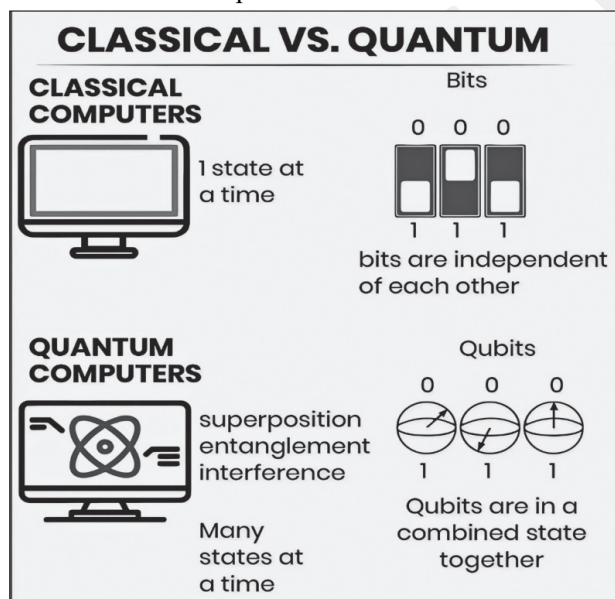 CLASSICAL VS. QUANTUM
CLASSICAL
COMPUTERS
1 state at
a time
Bits
0 0 0
1 1 1
bits are independent
of each other
QUANTUM
COMPUTERS
superposition
entanglement
interference
Many
states at
a time
Qubits
0 0 0
1 1 1
Qubits are in a
combined state
together